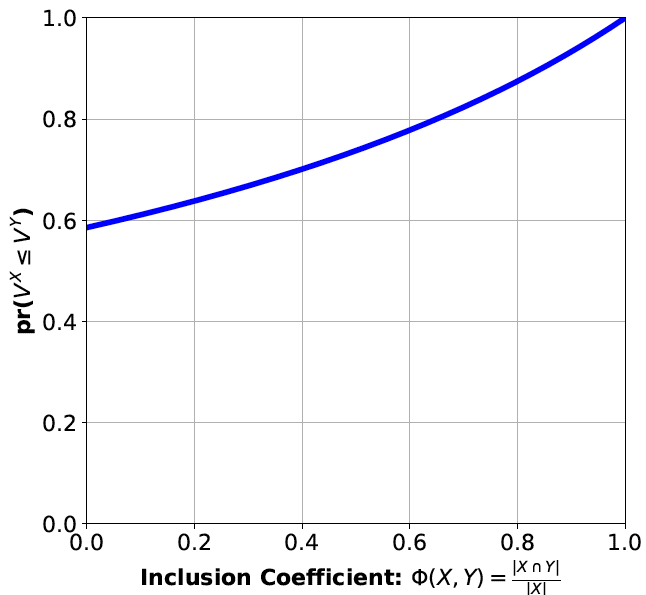 1.0
0.8
0.6
0.4
0.2
0.0
pr(V^X ≤ V^Y)
0.0 0.2 0.4 0.6 0.8 1.0
Inclusion Coefficient: Φ(X, Y) = |X ∩ Y| / |X|